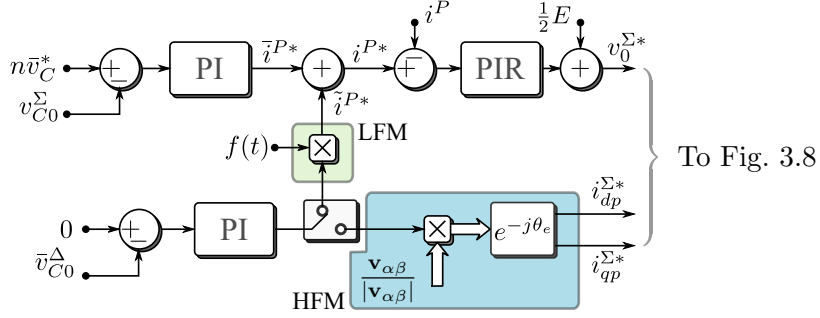 i^P
½E
n v̄_C^*
PI
ī^{P*}
i^{P*}
PIR
v_0^{Σ*}
v_{C0}^Σ
ĩ^{P*}
LFM
f(t)
To Fig. 3.8
0
PI
e^{-jθ_e}
i_{dp}^{Σ*}
v̄_{C0}^Δ
v_{αβ}
|v_{αβ}|
i_{qp}^{Σ*}
HFM